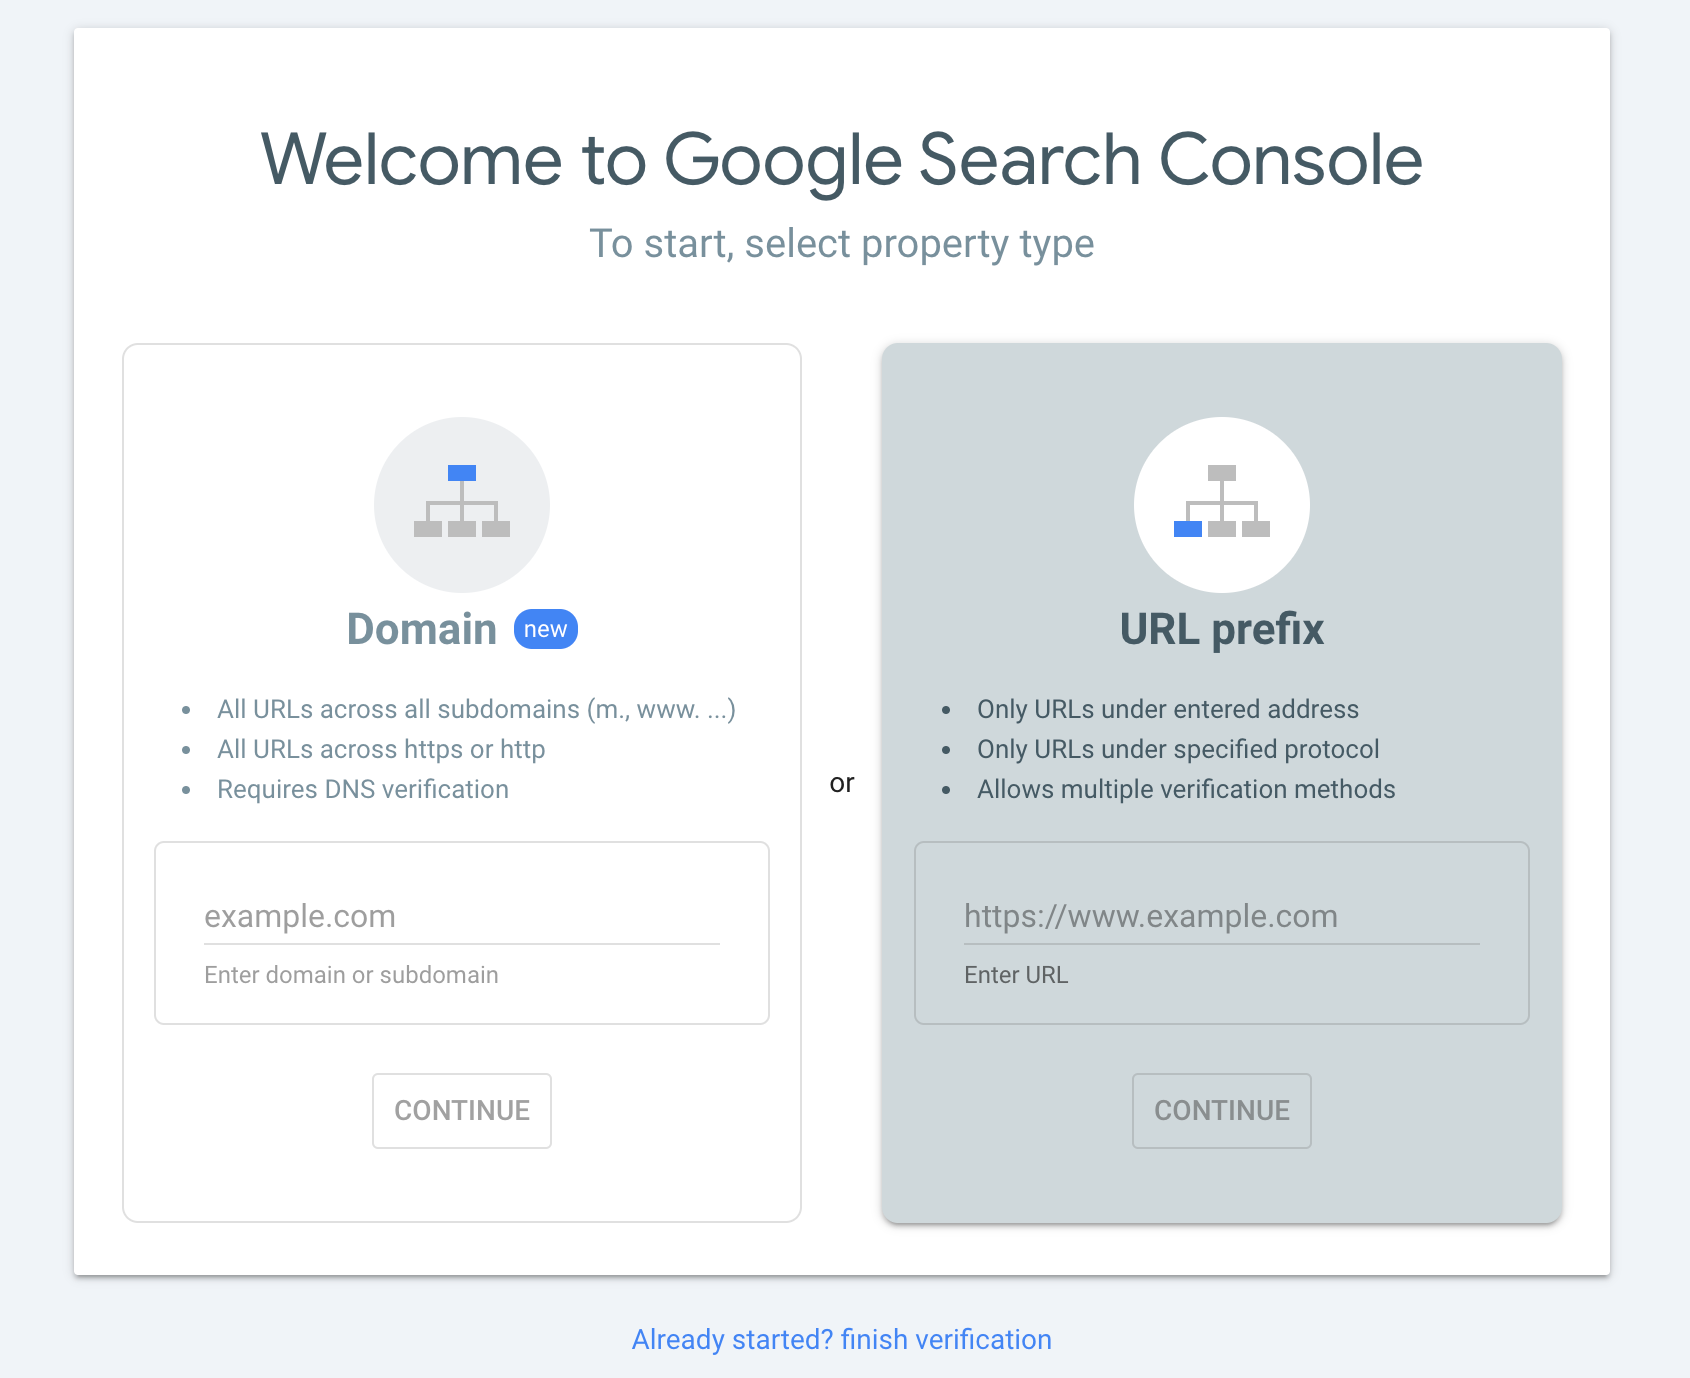 Welcome to Google Search Console
To start, select property type
Domain new
• All URLs across all subdomains (m., www. ...)
• All URLs across https or http
• Requires DNS verification
example.com
Enter domain or subdomain
CONTINUE
or
URL prefix
• Only URLs under entered address
• Only URLs under specified protocol
• Allows multiple verification methods
https://www.example.com
Enter URL
CONTINUE
Already started? finish verification